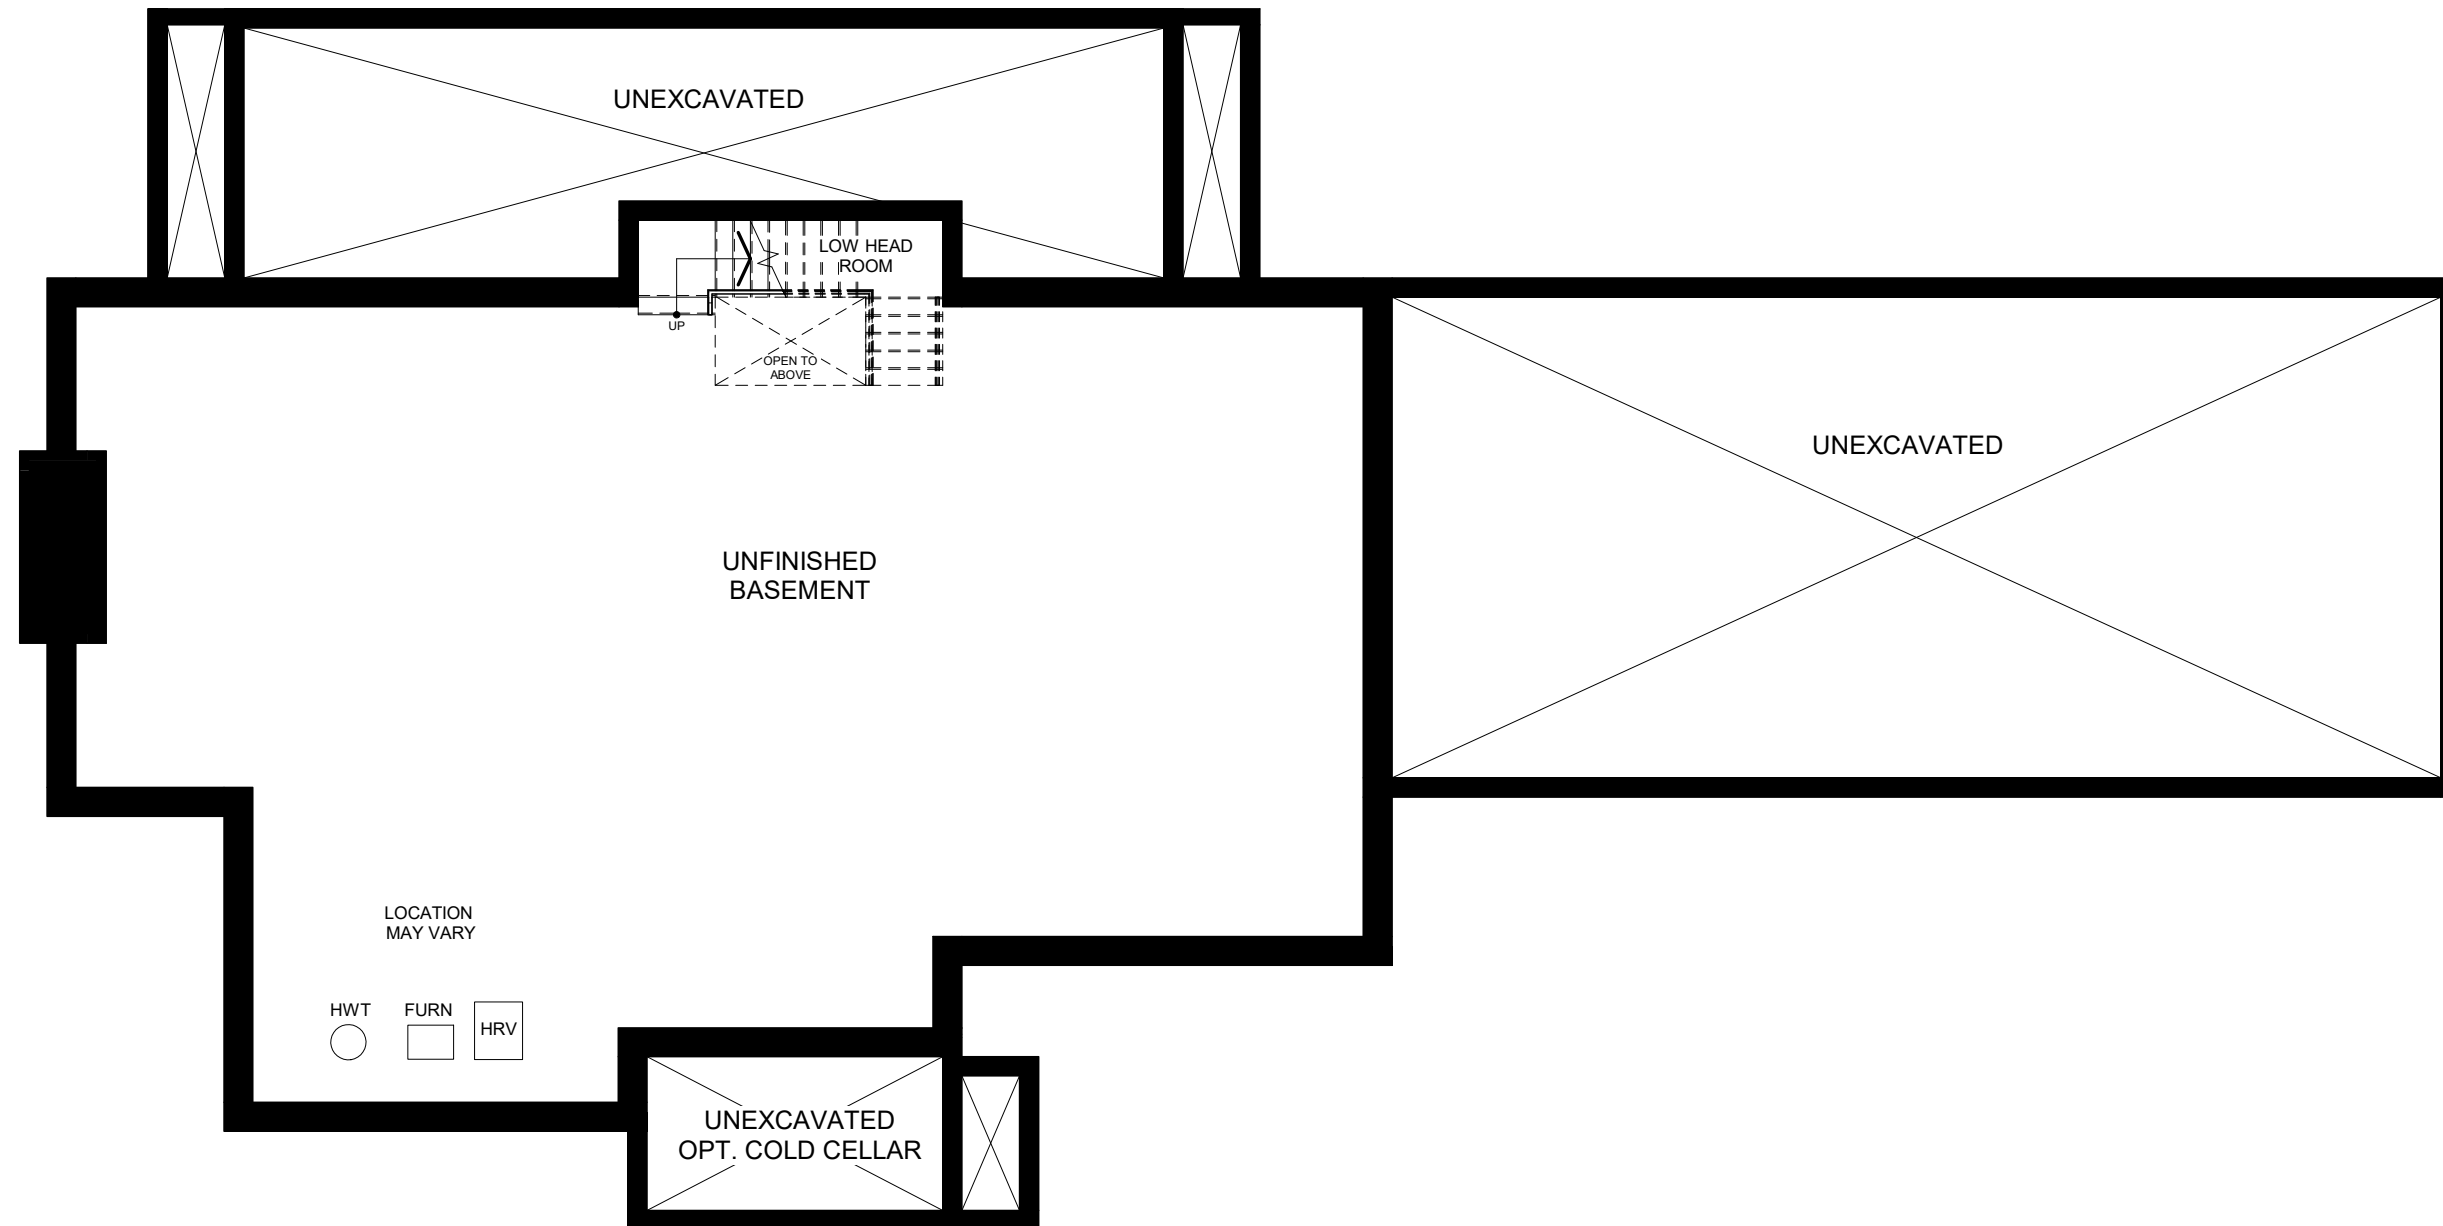 UNEXCAVATED
LOW HEAD
ROOM
UP
OPEN TO
ABOVE
UNEXCAVATED
UNFINISHED
BASEMENT
LOCATION
MAY VARY
HWT
FURN
HRV
UNEXCAVATED
OPT. COLD CELLAR